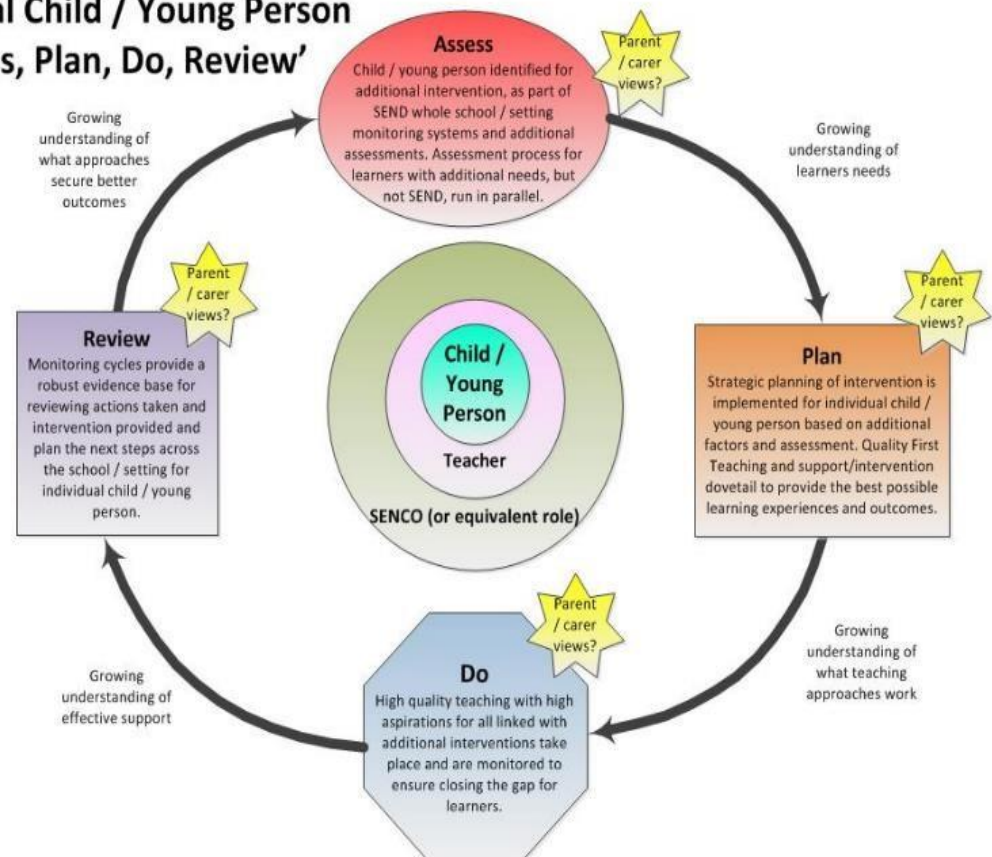 al Child / Young Person
s, Plan, Do, Review’
Assess
Child / young person identified for
additional intervention, as part of
SEND whole school / setting
monitoring systems and additional
assessments. Assessment process for
learners with additional needs, but
not SEND, run in parallel.
Parent
/ carer
views?
Growing
understanding of
what approaches
secure better
outcomes
Growing
understanding of
learners needs
Parent
/ carer
views?
Review
Monitoring cycles provide a
robust evidence base for
reviewing actions taken and
intervention provided and
plan the next steps across
the school / setting for
individual child / young
person.
Child /
Young
Person
Teacher
SENCO (or equivalent role)
Parent
/ carer
views?
Plan
Strategic planning of intervention is
implemented for individual child /
young person based on additional
factors and assessment. Quality First
Teaching and support/intervention
dovetail to provide the best possible
learning experiences and outcomes.
Parent
/ carer
views?
Do
High quality teaching with high
aspirations for all linked with
additional interventions take
place and are monitored to
ensure closing the gap for
learners.
Growing
understanding of
effective support
Growing
understanding of
what teaching
approaches work